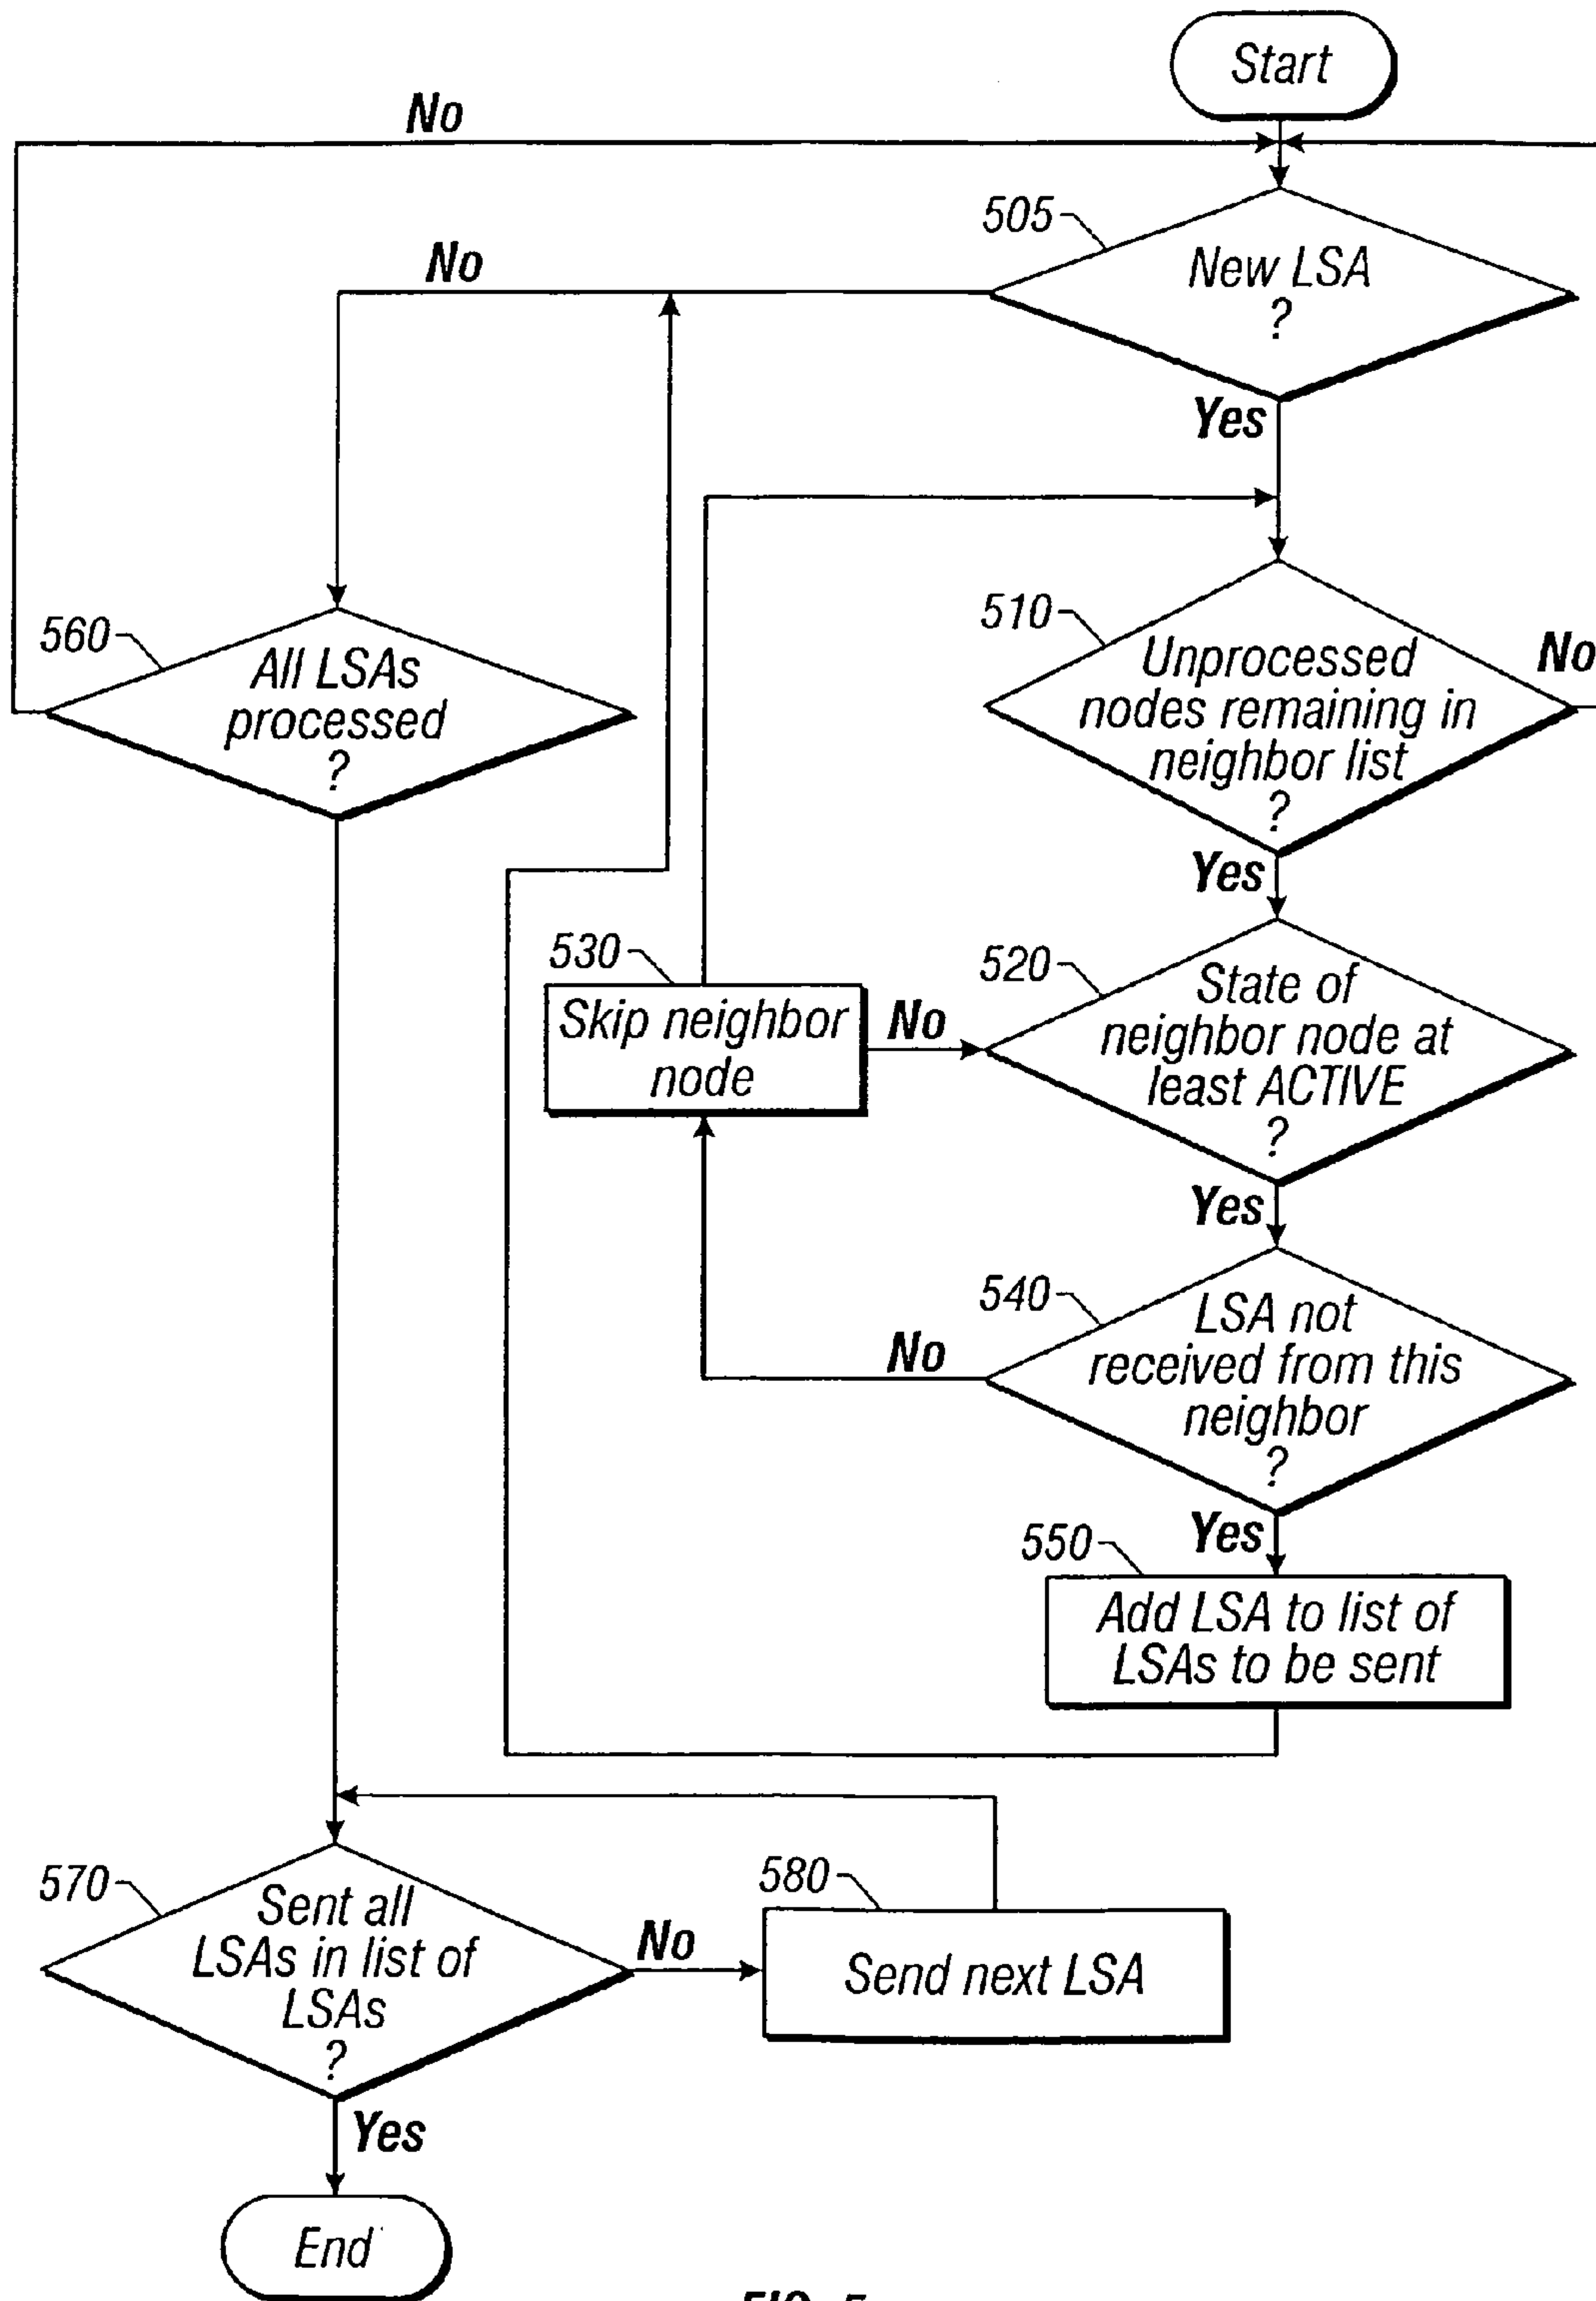 Start
No
505
New LSA
?
No
Yes
510
Unprocessed
nodes remaining in
neighbor list
?
No
560
All LSAs
processed
?
Yes
530
Skip neighbor
node
No
520
State of
neighbor node at
least ACTIVE
?
Yes
540
LSA not
received from this
neighbor
?
No
Yes
550
Add LSA to list of
LSAs to be sent
570
Sent all
LSAs in list of
LSAs
?
No
580
Send next LSA
Yes
End